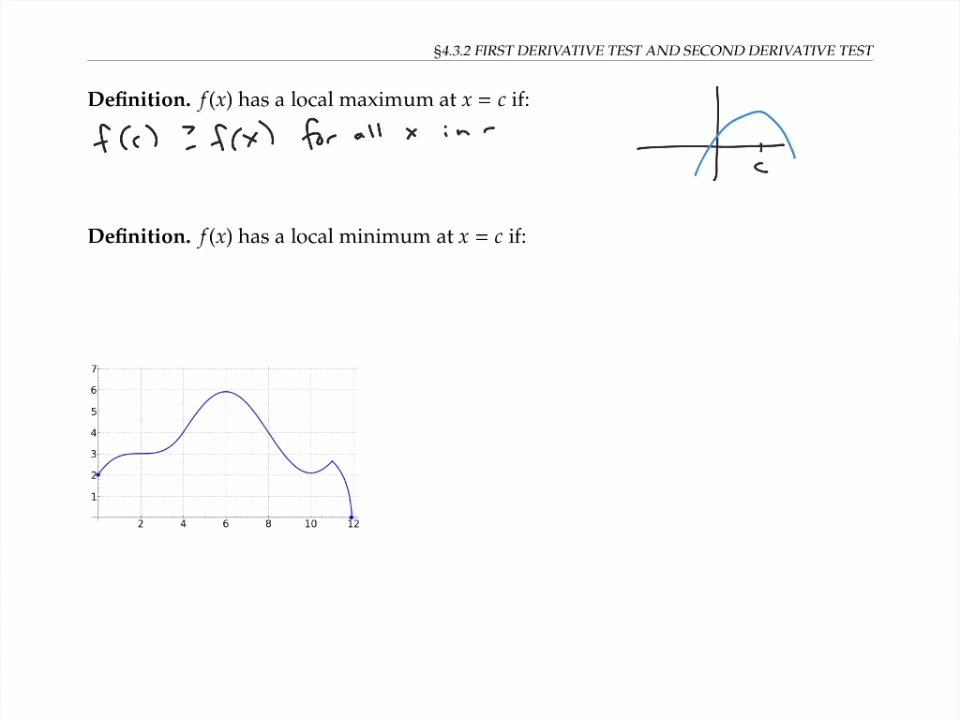 §4.3.2 FIRST DERIVATIVE TEST AND SECOND DERIVATIVE TEST
Definition. f(x) has a local maximum at x = c if:
f(c) ≥ f(x) for all x in
c
Definition. f(x) has a local minimum at x = c if:
7
6
5
4
3
2
1
2 4 6 8 10 12